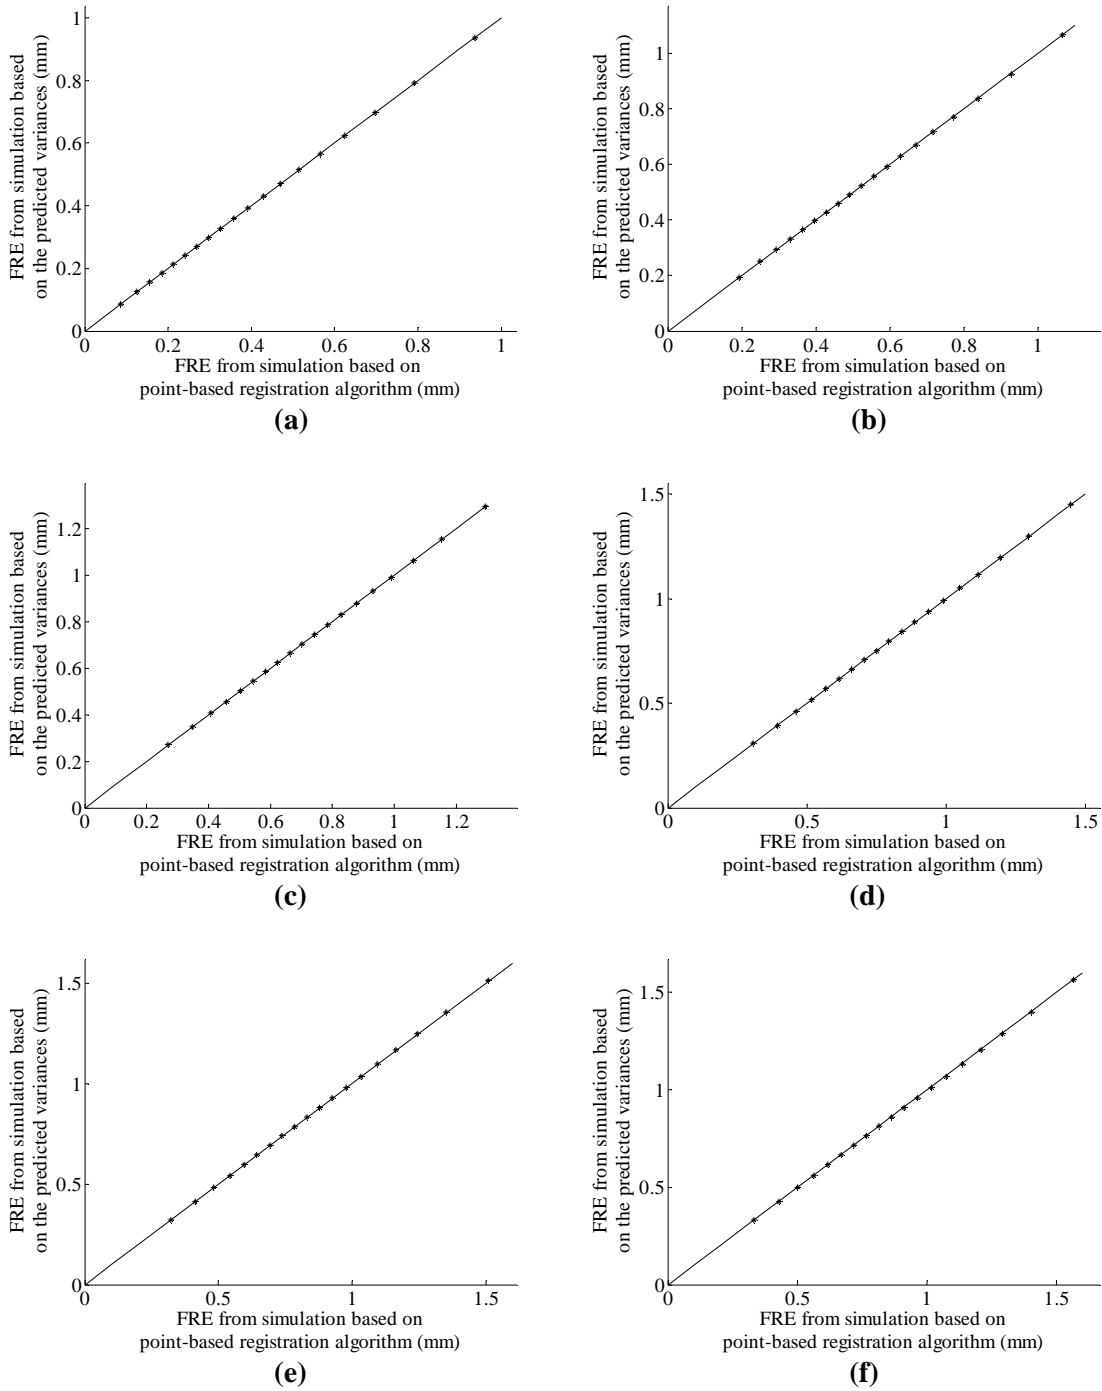 FRE from simulation based
on the predicted variances (mm)
1
0.8
0.6
0.4
0.2
0
0 0.2 0.4 0.6 0.8 1
FRE from simulation based on
point-based registration algorithm (mm)
(a)
FRE from simulation based
on the predicted variances (mm)
1
0.8
0.6
0.4
0.2
0
0 0.2 0.4 0.6 0.8 1
FRE from simulation based on
point-based registration algorithm (mm)
(b)
FRE from simulation based
on the predicted variances (mm)
1.2
1
0.8
0.6
0.4
0.2
0
0 0.2 0.4 0.6 0.8 1 1.2
FRE from simulation based on
point-based registration algorithm (mm)
(c)
FRE from simulation based
on the predicted variances (mm)
1.5
1
0.5
0
0 0.5 1 1.5
FRE from simulation based on
point-based registration algorithm (mm)
(d)
FRE from simulation based
on the predicted variances (mm)
1.5
1
0.5
0
0 0.5 1 1.5
FRE from simulation based on
point-based registration algorithm (mm)
(e)
FRE from simulation based
on the predicted variances (mm)
1.5
1
0.5
0
0 0.5 1 1.5
FRE from simulation based on
point-based registration algorithm (mm)
(f)